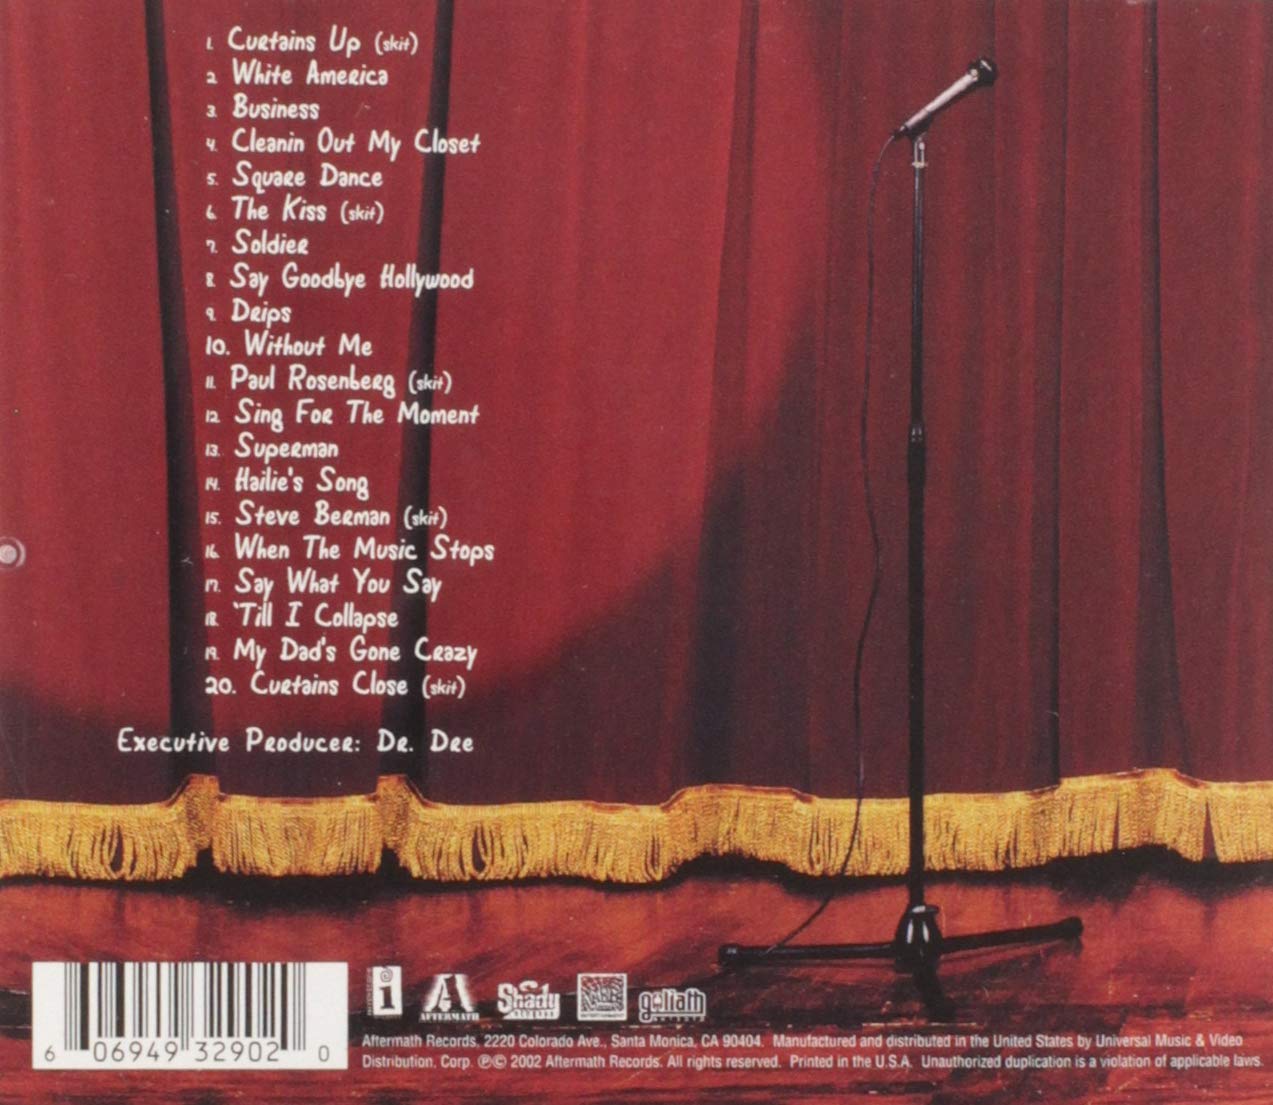 1. Curtains Up (skit)
2. White America
3. Business
4. Cleanin Out My Closet
5. Square Dance
6. The Kiss (skit)
7. Soldier
8. Say Goodbye Hollywood
9. Drips
10. Without Me
11. Paul Rosenberg (skit)
12. Sing For The Moment
13. Superman
14. Hailie's Song
15. Steve Berman (skit)
16. When The Music Stops
17. Say What You Say
18. 'Till I Collapse
19. My Dad's Gone Crazy
20. Curtains Close (skit)
Executive Producer: Dr. Dre
6 06949 32902 0
i AFTERMATH Shady goliath
Aftermath Records, 2220 Colorado Ave., Santa Monica, CA 90404. Manufactured and distributed in the United States by Universal Music & Video
Distribution, Corp. ℗© 2002 Aftermath Records. All rights reserved. Printed in the U.S.A. Unauthorized duplication is a violation of applicable laws.